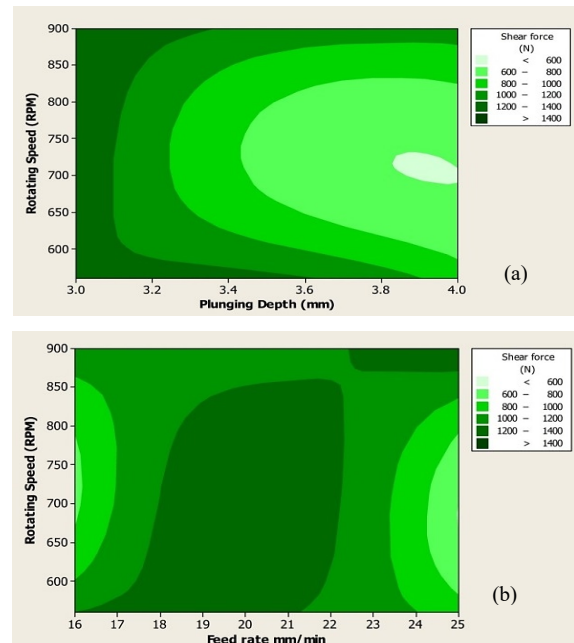 Shear force
(N)
< 600
600 – 800
800 – 1000
1000 – 1200
1200 – 1400
> 1400
900
850
800
750
700
650
600
Rotating Speed (RPM)
3.0 3.2 3.4 3.6 3.8 4.0
Plunging Depth (mm)
(a)
Shear force
(N)
< 600
600 – 800
800 – 1000
1000 – 1200
1200 – 1400
> 1400
900
850
800
750
700
650
600
Rotating Speed (RPM)
16 17 18 19 20 21 22 23 24 25
Feed rate mm/min
(b)